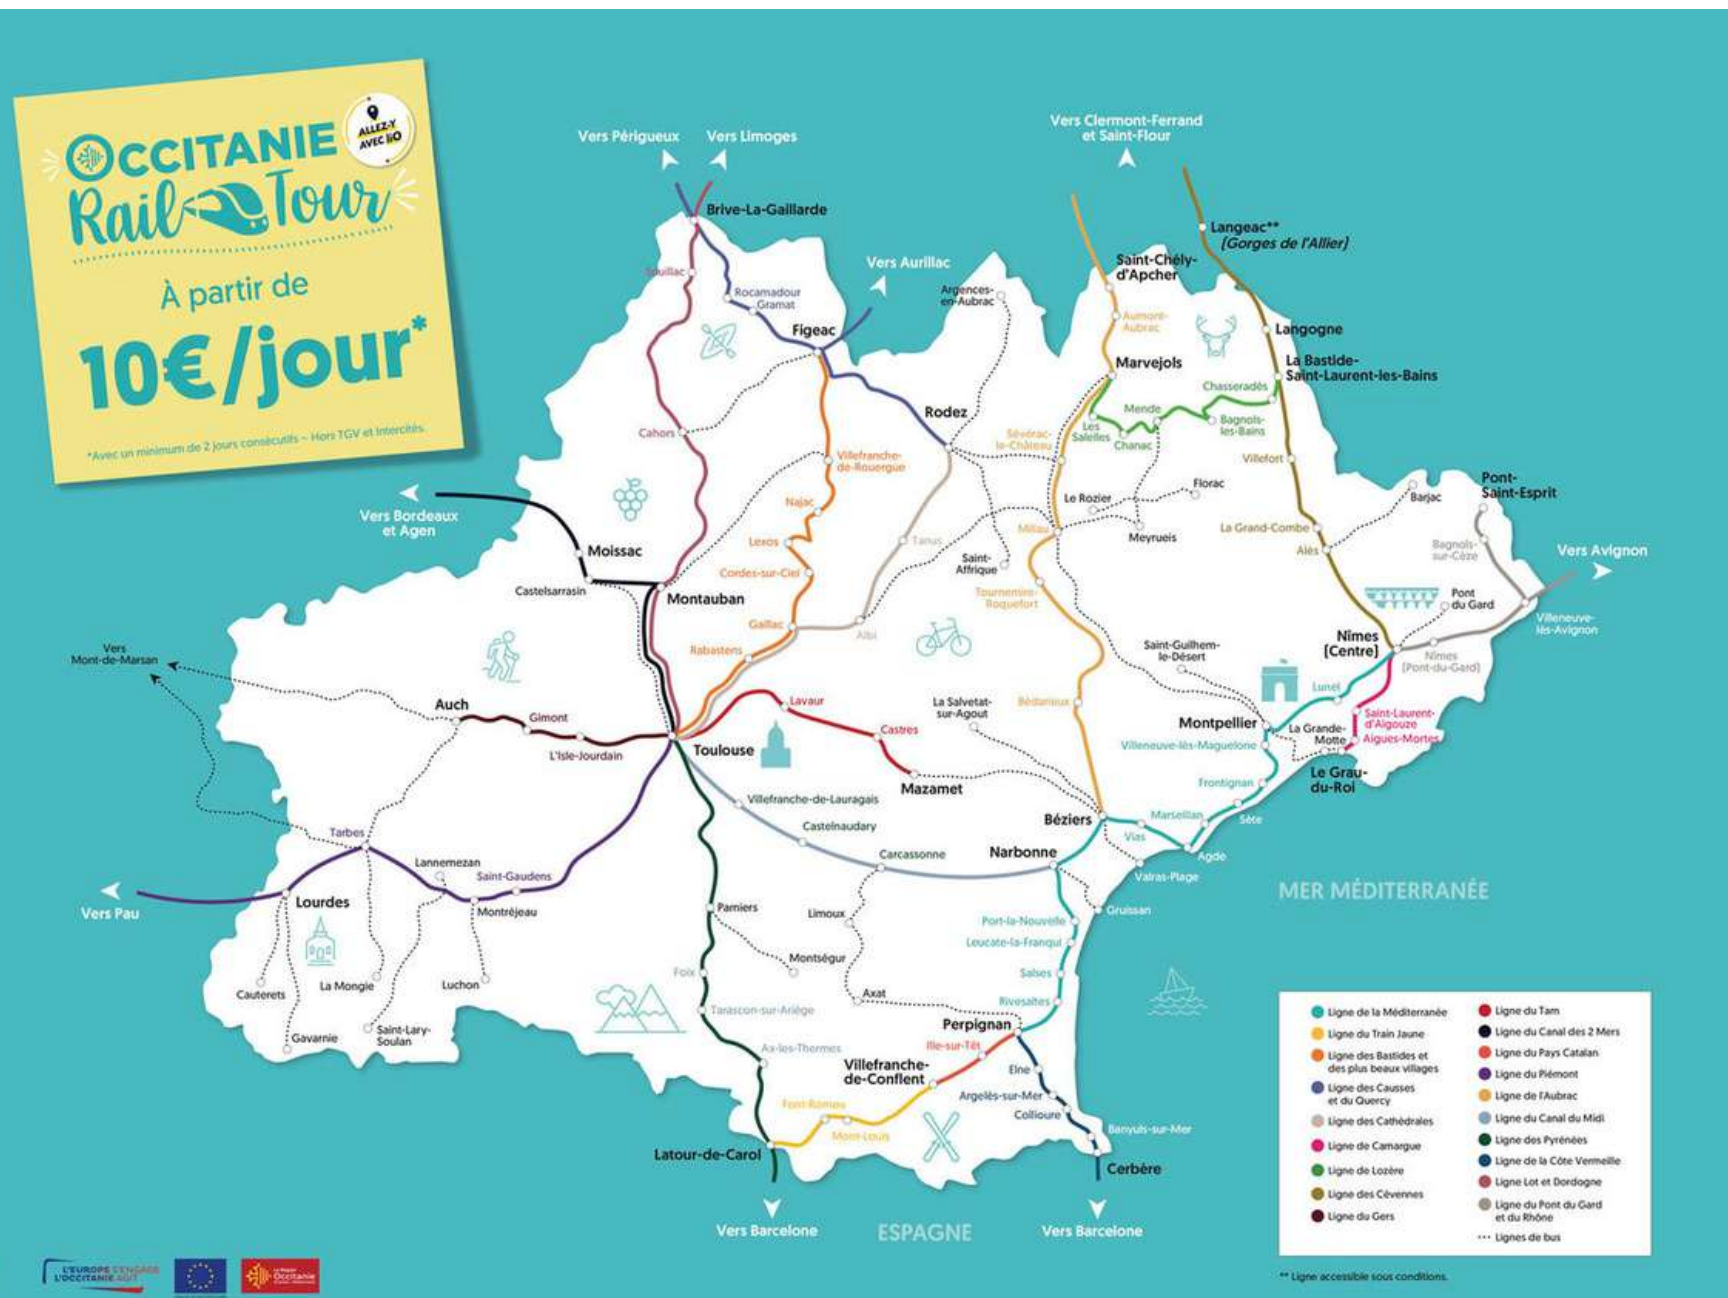 OCCITANIE
Rail Tour
ALLEZ-Y
AVEC liO
À partir de
10€/jour*
*Avec un minimum de 2 jours consécutifs – Hors TGV et Intercités.
Vers Périgueux
Vers Limoges
Vers Clermont-Ferrand
et Saint-Flour
Brive-La-Gaillarde
Langeac**
(Gorges de l'Allier)
Souillac
Vers Aurillac
Saint-Chély-
d'Apcher
Rocamadour
Gramat
Argences-
en-Aubrac
Aumont-
Aubrac
Figeac
Langogne
Marvejols
La Bastide-
Saint-Laurent-les-Bains
Chasseradès
Rodez
Mende
Les
Salelles
Chanac
Bagnols-
les-Bains
Cahors
Sévérac-
le-Château
Villefranche-
de-Rouergue
Villefort
Pont-
Saint-Esprit
Najac
Le Rozier
Florac
Barjac
Vers Bordeaux
et Agen
Lexos
Tanus
Millau
Meyrueis
La Grand-Combe
Alès
Bagnols-
sur-Cèze
Vers Avignon
Moissac
Castelsarrasin
Montauban
Cordes-sur-Ciel
Saint-
Affrique
Tournemire-
Roquefort
Pont
du Gard
Gaillac
Albi
Villeneuve-
lès-Avignon
Rabastens
Nîmes
(Centre)
Nîmes
(Pont-du-Gard)
Vers
Mont-de-Marsan
Saint-Guilhem-
le-Désert
Lunel
Auch
Gimont
L'Isle-Jourdain
Toulouse
Lavaur
Castres
La Salvetat-
sur-Agout
Bédarieux
Montpellier
Villeneuve-lès-Maguelone
La Grande-
Motte
Saint-Laurent-
d'Aigouze
Aigues-Mortes
Le Grau-
du-Roi
Mazamet
Frontignan
Villefranche-de-Lauragais
Castelnaudary
Carcassonne
Béziers
Marseillan
Sète
Vias
Agde
Narbonne
Valras-Plage
Tarbes
Lannemezan
Saint-Gaudens
Lourdes
Montréjeau
Vers Pau
MER MÉDITERRANÉE
Pamiers
Limoux
Port-la-Nouvelle
Gruissan
Leucate-la-Franqui
Montségur
Foix
Salses
Cauterets
La Mongie
Luchon
Axat
Rivesaltes
Tarascon-sur-Ariège
Gavarnie
Saint-Lary-
Soulan
Perpignan
Ille-sur-Têt
Ax-les-Thermes
Villefranche-
de-Conflent
Elne
Argelès-sur-Mer
Collioure
Font-Romeu
Mont-Louis
Banyuls-sur-Mer
Latour-de-Carol
Cerbère
Vers Barcelone
ESPAGNE
Vers Barcelone
Ligne de la Méditerranée
Ligne du Train Jaune
Ligne des Bastides et
des plus beaux villages
Ligne des Causses
et du Quercy
Ligne des Cathédrales
Ligne de Camargue
Ligne de Lozère
Ligne des Cévennes
Ligne du Gers
Ligne du Tarn
Ligne du Canal des 2 Mers
Ligne du Pays Catalan
Ligne du Piémont
Ligne de l'Aubrac
Ligne du Canal du Midi
Ligne des Pyrénées
Ligne de la Côte Vermeille
Ligne Lot et Dordogne
Ligne du Pont du Gard
et du Rhône
Lignes de bus
** Ligne accessible sous conditions.
L'EUROPE S'ENGAGE
L'OCCITANIE AGIT
La Région
Occitanie